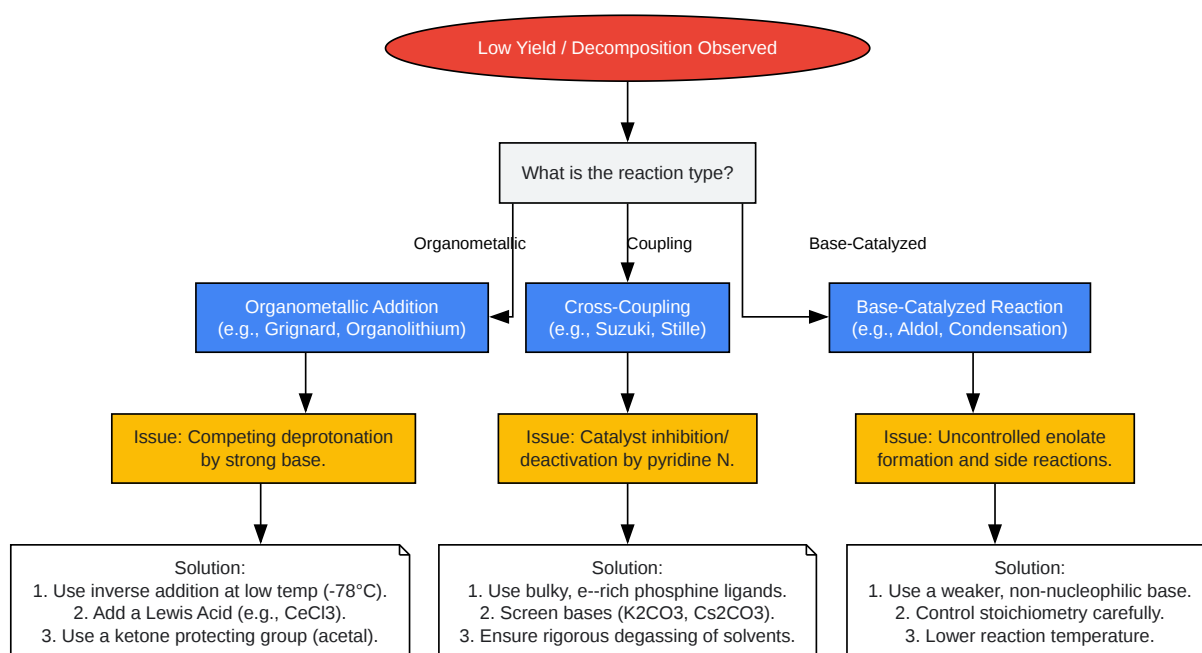 Low Yield / Decomposition Observed
What is the reaction type?
Organometallic
Coupling
Base-Catalyzed
Organometallic Addition
(e.g., Grignard, Organolithium)
Cross-Coupling
(e.g., Suzuki, Stille)
Base-Catalyzed Reaction
(e.g., Aldol, Condensation)
Issue: Competing deprotonation
by strong base.
Issue: Catalyst inhibition/
deactivation by pyridine N.
Issue: Uncontrolled enolate
formation and side reactions.
Solution:
1. Use inverse addition at low temp (-78°C).
2. Add a Lewis Acid (e.g., CeCl3).
3. Use a ketone protecting group (acetal).
Solution:
1. Use bulky, e--rich phosphine ligands.
2. Screen bases (K2CO3, Cs2CO3).
3. Ensure rigorous degassing of solvents.
Solution:
1. Use a weaker, non-nucleophilic base.
2. Control stoichiometry carefully.
3. Lower reaction temperature.